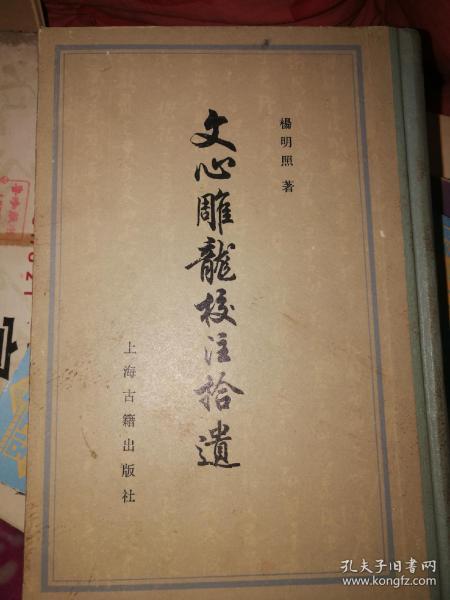 楊明照 著
文心雕龍校注拾遺
上海古籍出版社
孔夫子旧书网
www.kongfz.com